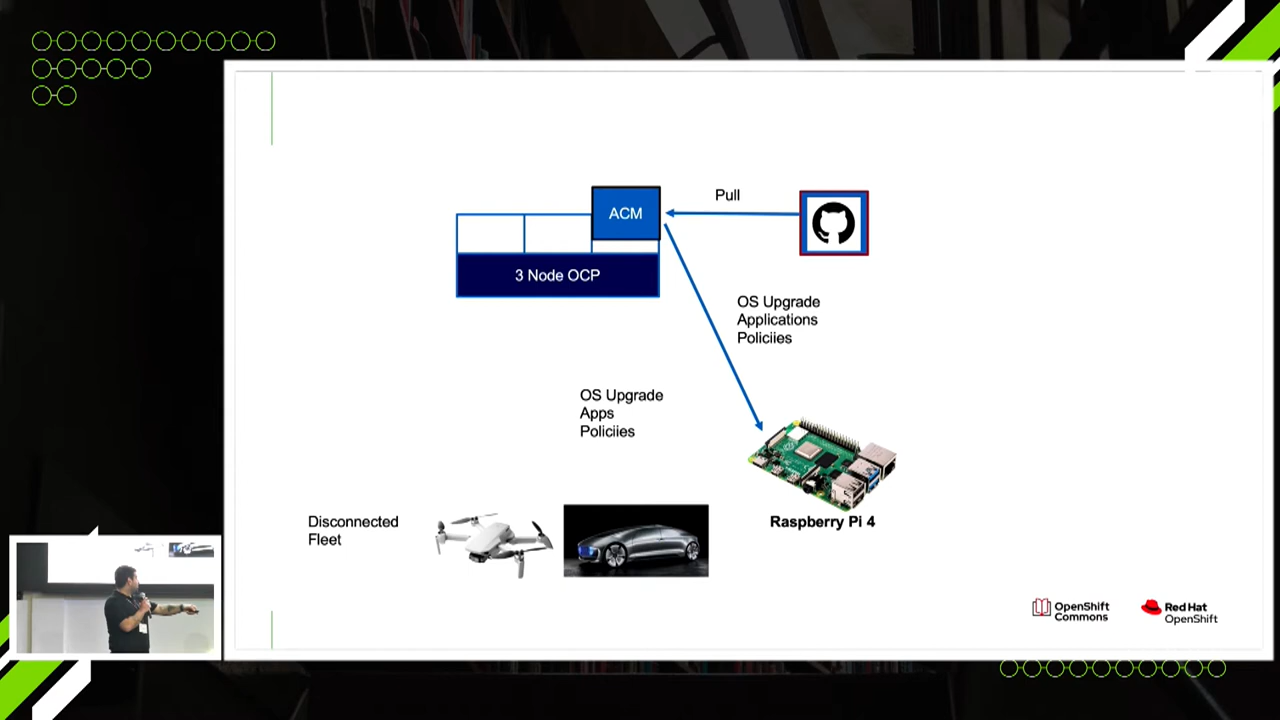 ACM
Pull
3 Node OCP
OS Upgrade
Applications
Policiies
OS Upgrade
Apps
Policiies
Disconnected
Fleet
Raspberry Pi 4
OpenShift
Commons
Red Hat
OpenShift